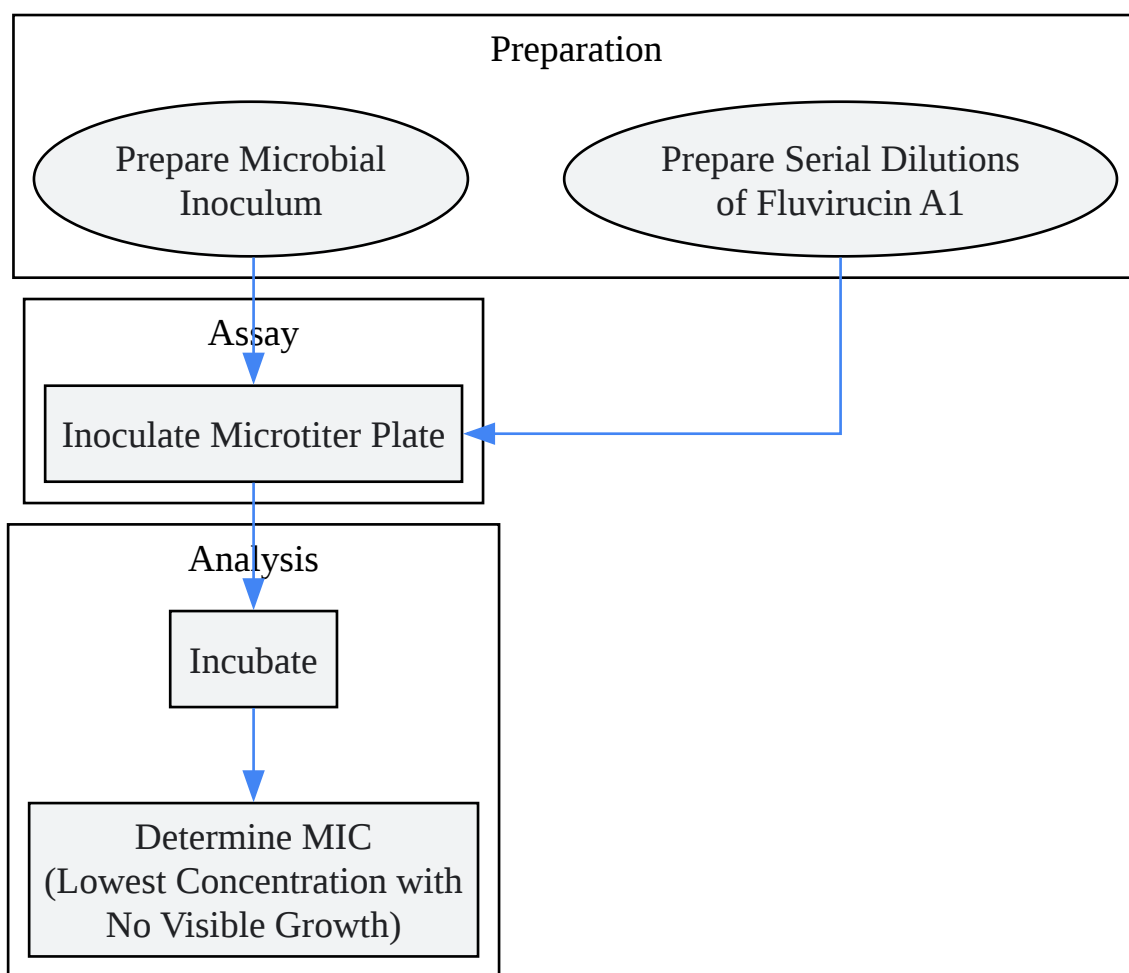 Preparation
Prepare Microbial
Inoculum
Prepare Serial Dilutions
of Fluvirucin A1
Assay
Inoculate Microtiter Plate
Analysis
Incubate
Determine MIC
(Lowest Concentration with
No Visible Growth)